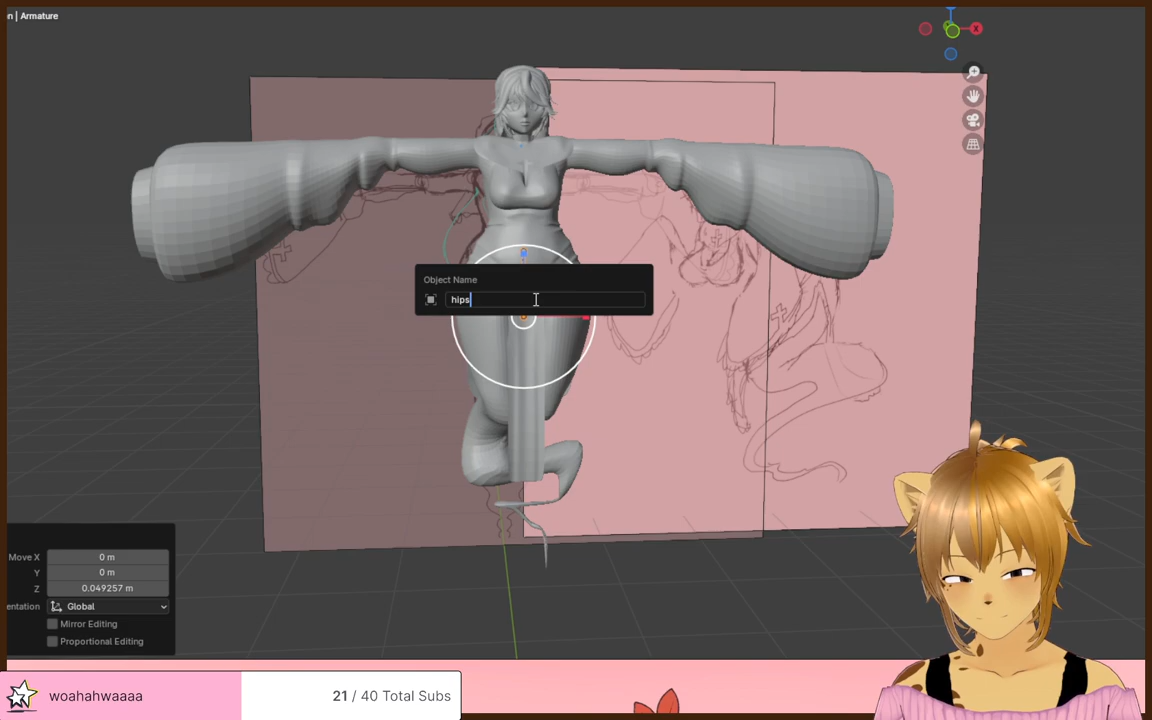 n | Armature
X
Object Name
hips
Move X
0 m
Y
0 m
Z
0.049257 m
entation
Global
Mirror Editing
Proportional Editing
woahahwaaaa
21 / 40 Total Subs